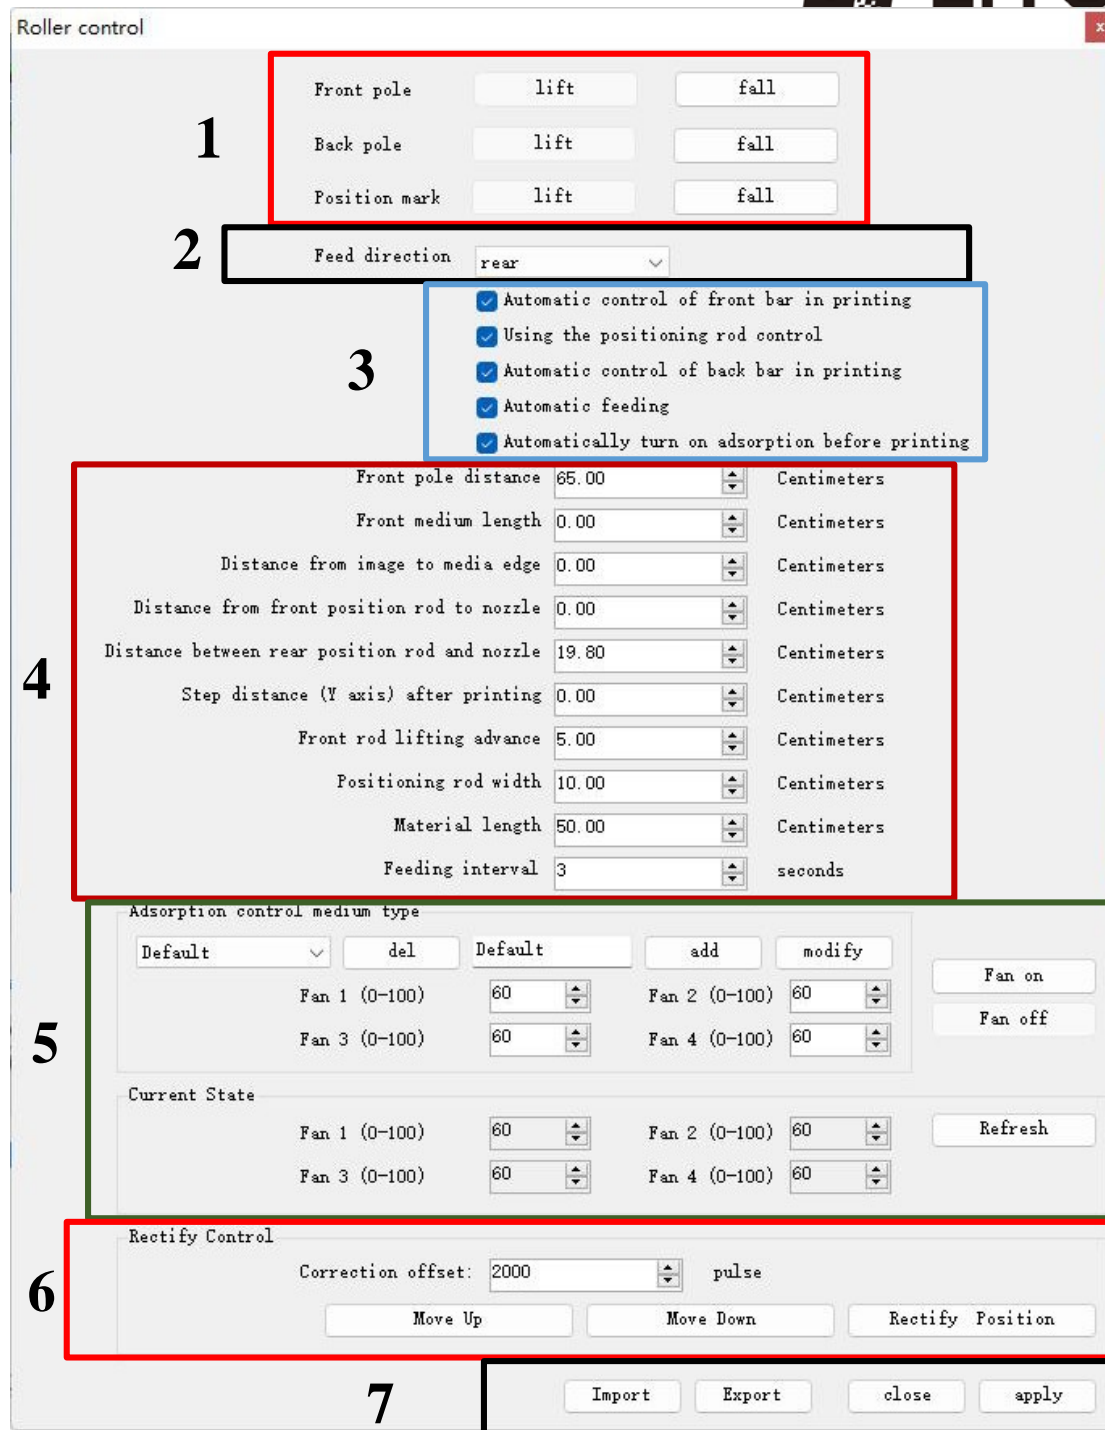 Roller control
x
1
Front pole lift fall
Back pole lift fall
Position mark lift fall
2
Feed direction rear
3
Automatic control of front bar in printing
Using the positioning rod control
Automatic control of back bar in printing
Automatic feeding
Automatically turn on adsorption before printing
4
Front pole distance 65.00 Centimeters
Front medium length 0.00 Centimeters
Distance from image to media edge 0.00 Centimeters
Distance from front position rod to nozzle 0.00 Centimeters
Distance between rear position rod and nozzle 19.80 Centimeters
Step distance (Y axis) after printing 0.00 Centimeters
Front rod lifting advance 5.00 Centimeters
Positioning rod width 10.00 Centimeters
Material length 50.00 Centimeters
Feeding interval 3 seconds
5
Adsorption control medium type
Default del Default add modify
Fan on
Fan 1 (0-100) 60 Fan 2 (0-100) 60
Fan off
Fan 3 (0-100) 60 Fan 4 (0-100) 60
Current State
Fan 1 (0-100) 60 Fan 2 (0-100) 60 Refresh
Fan 3 (0-100) 60 Fan 4 (0-100) 60
6
Rectify Control
Correction offset: 2000 pulse
Move Up Move Down Rectify Position
7
Import Export close apply